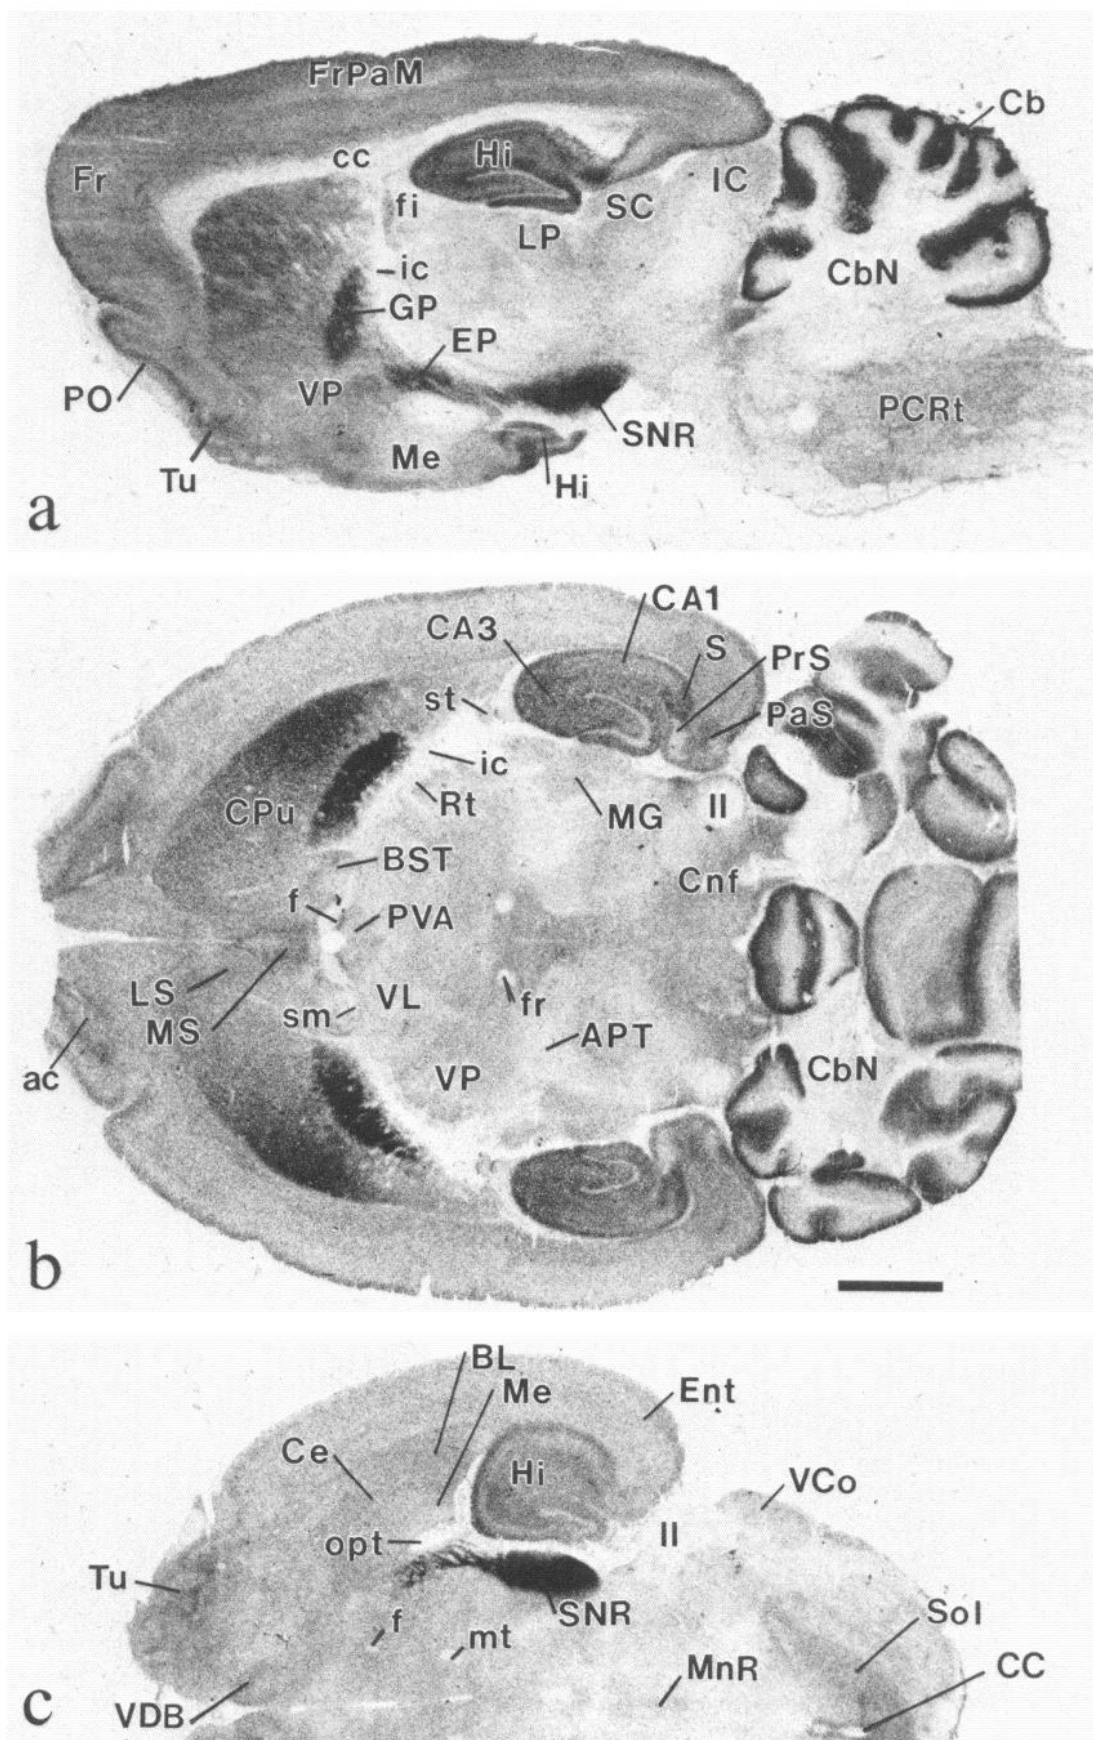 FrPaM
Cb
Fr
cc
Hi
IC
fi
SC
LP
ic
CbN
GP
EP
PO
VP
PCRt
SNR
Me
Tu
Hi
a
CA1
CA3
S
PrS
st
PaS
ic
Rt
MG
ll
CPu
BST
Cnf
f
PVA
LS
VL
fr
sm
MS
APT
ac
VP
CbN
b
BL
Me
Ent
Ce
Hi
VCo
opt
ll
Tu
SNR
Sol
f
mt
MnR
CC
VDB
c